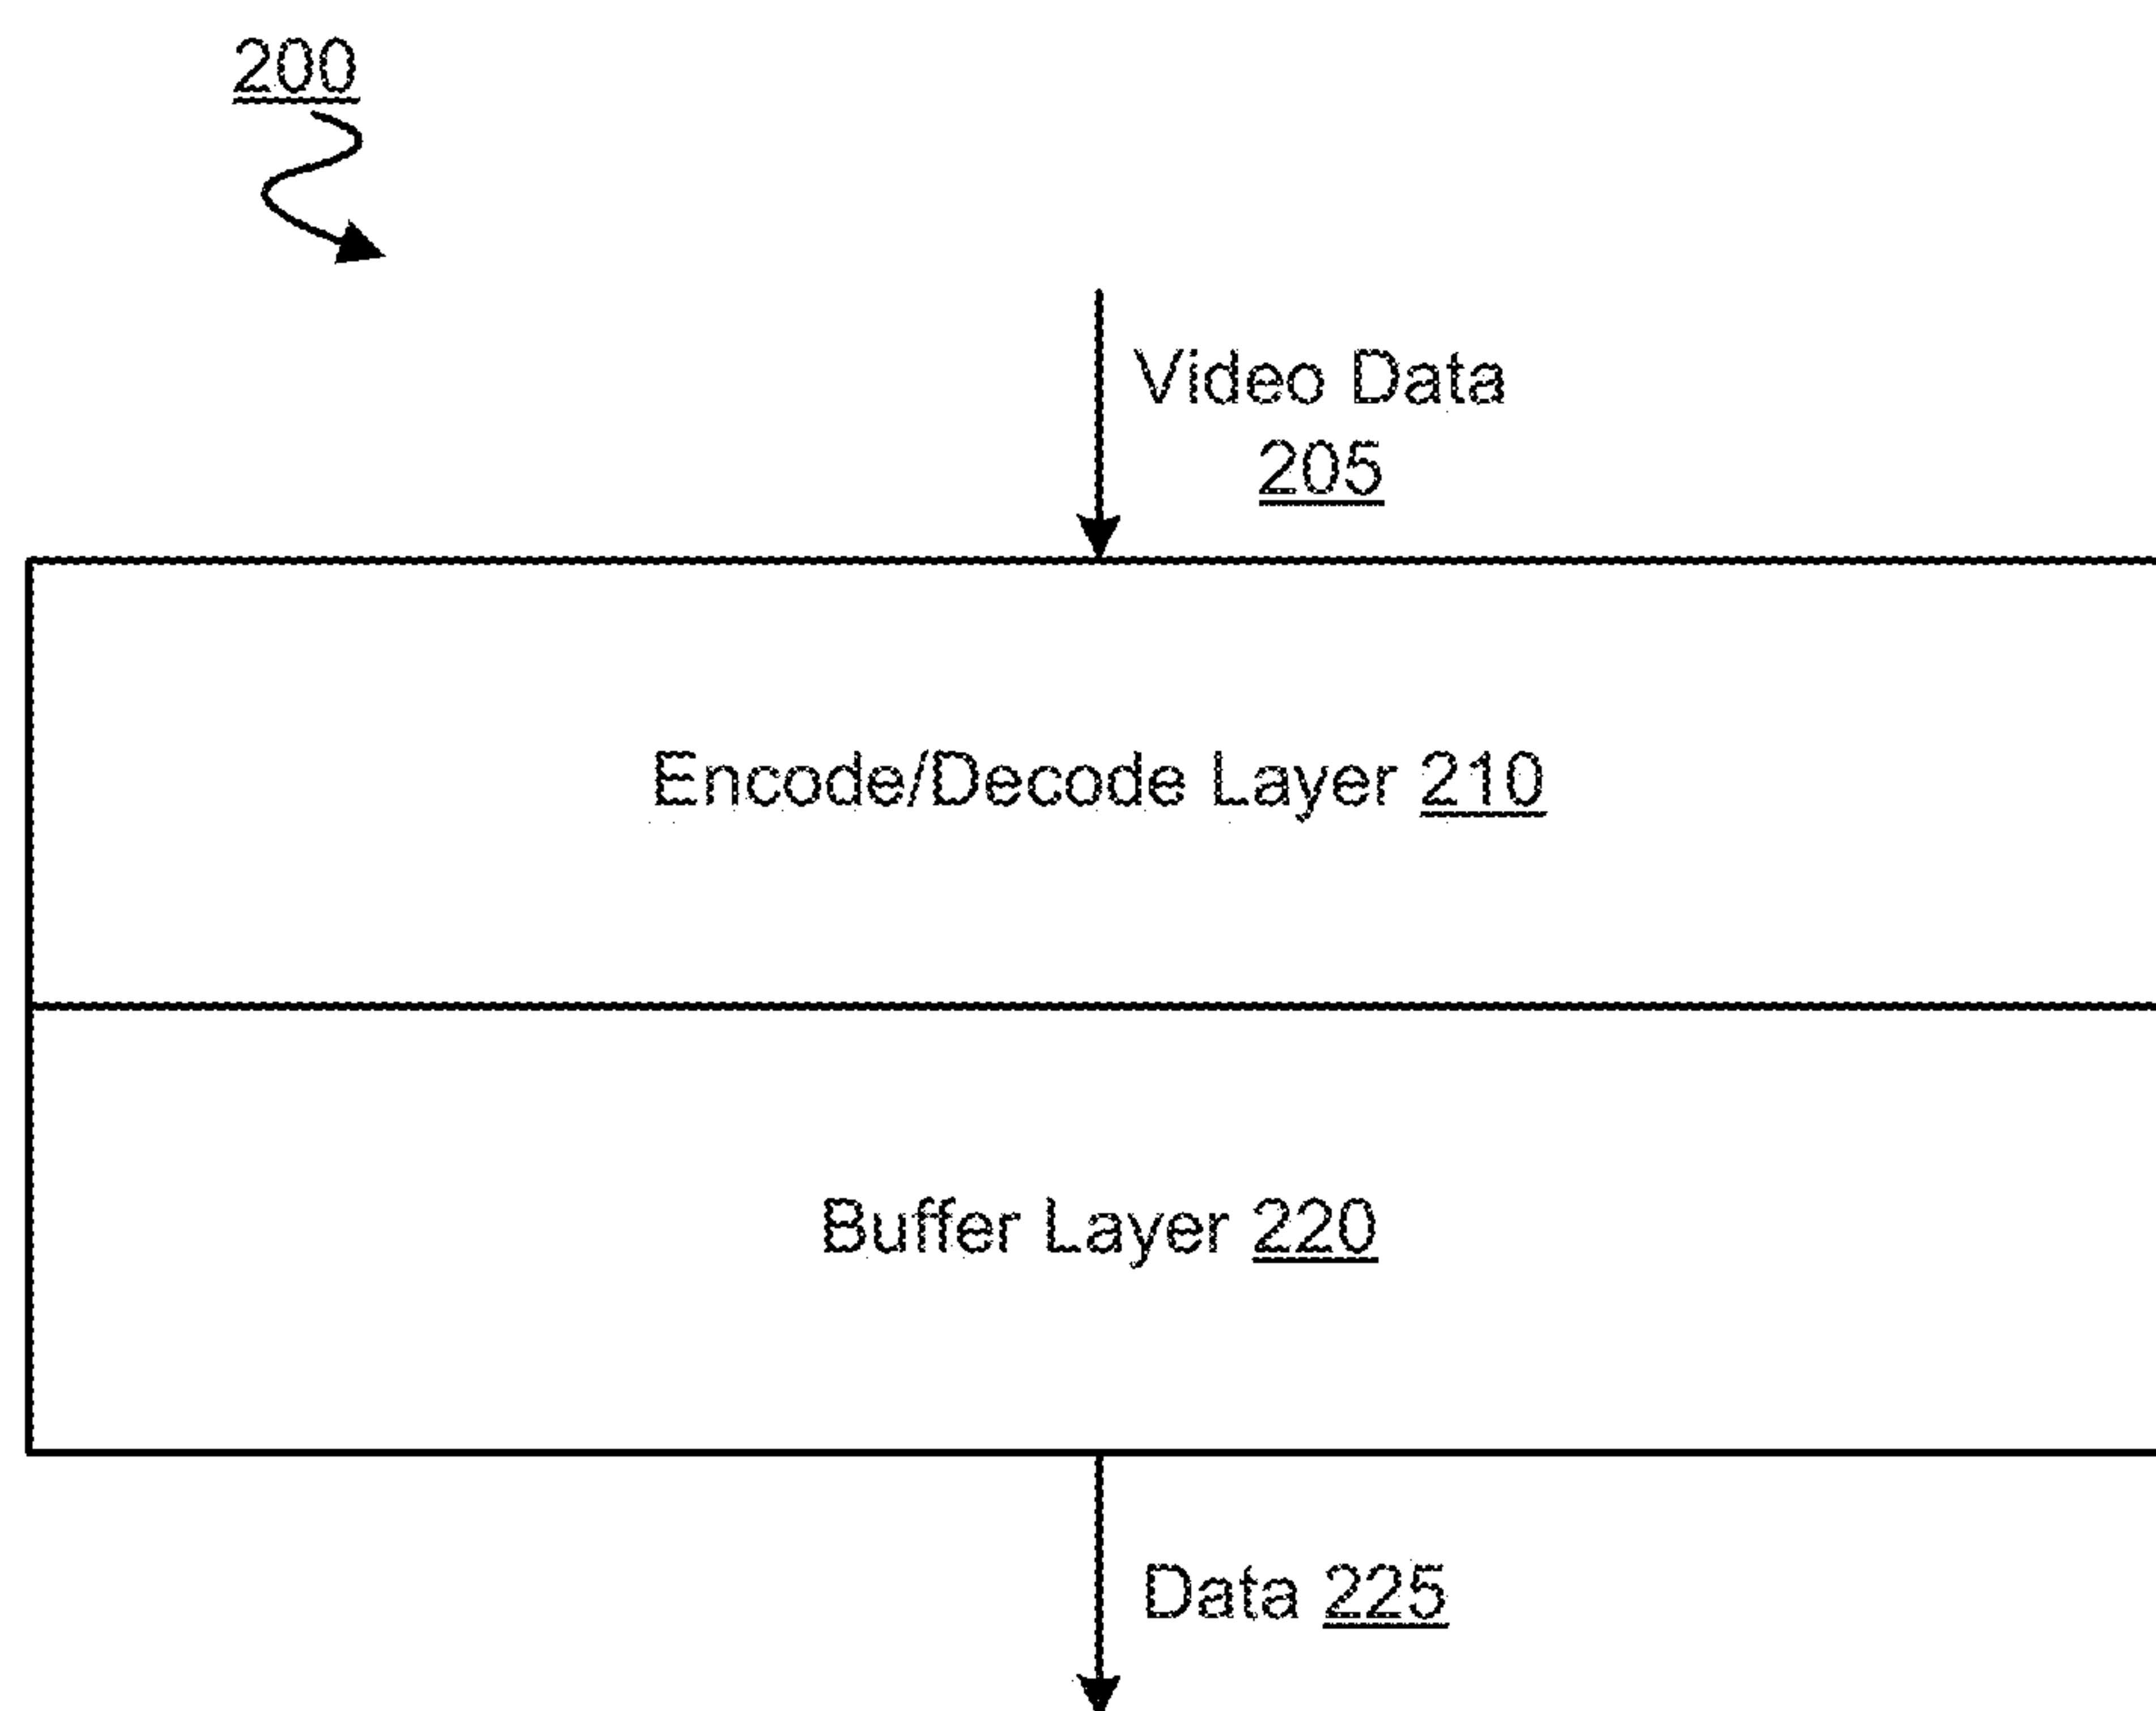 200
Video Data
205
Encode/Decode Layer 210
Buffer Layer 220
Data 225